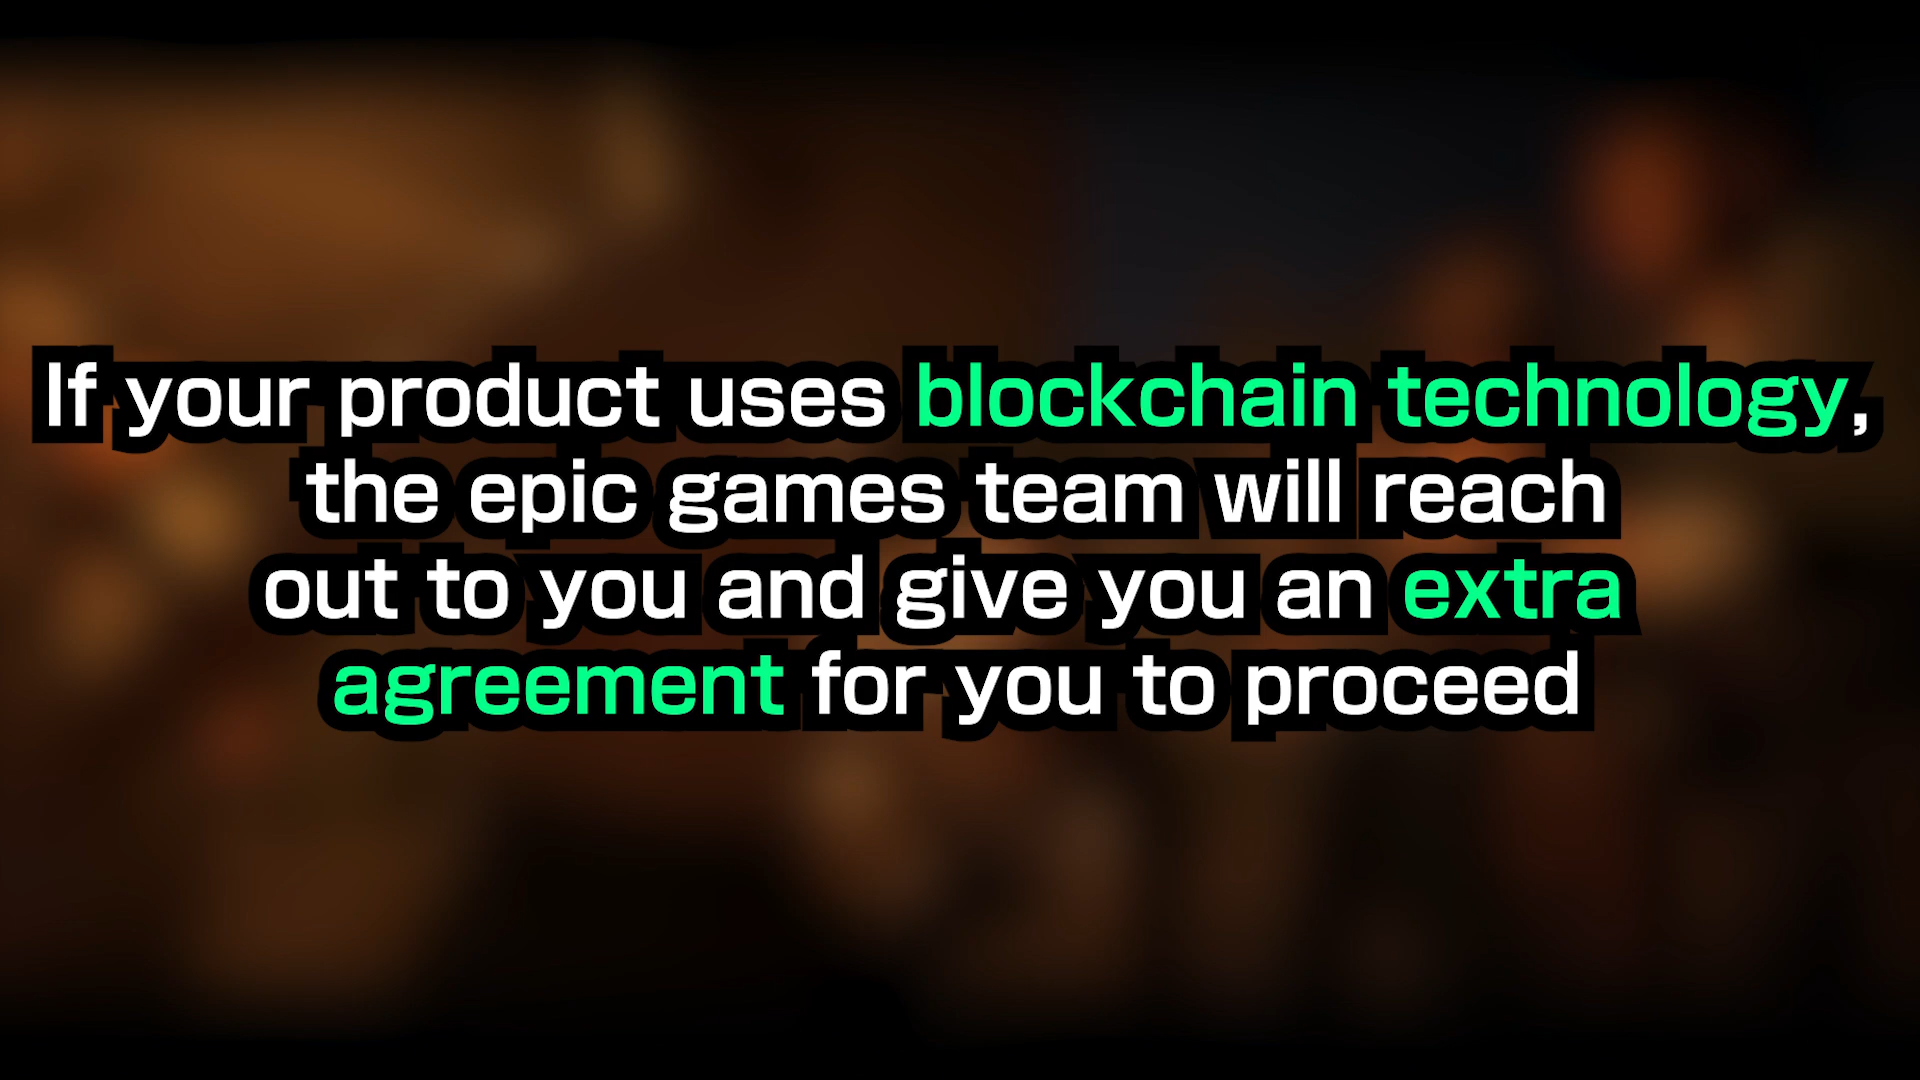 If your product uses blockchain technology,
the epic games team will reach
out to you and give you an extra
agreement for you to proceed